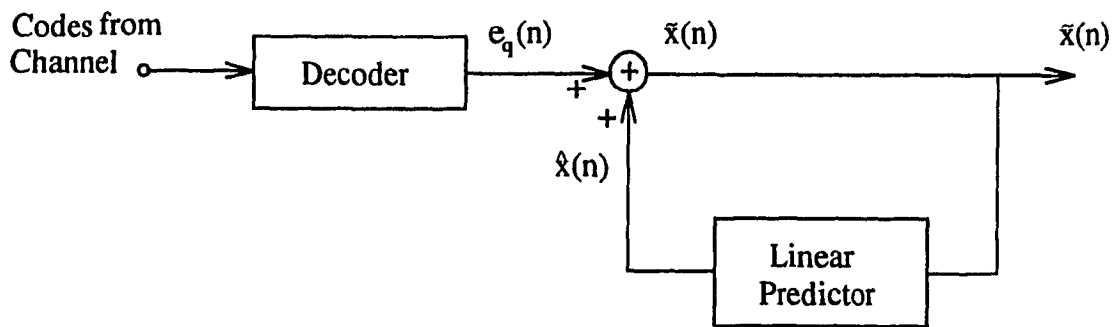 Codes from
Channel
Decoder
e_q(n)
x̃(n)
x̃(n)
+
+
+
x̂(n)
Linear
Predictor